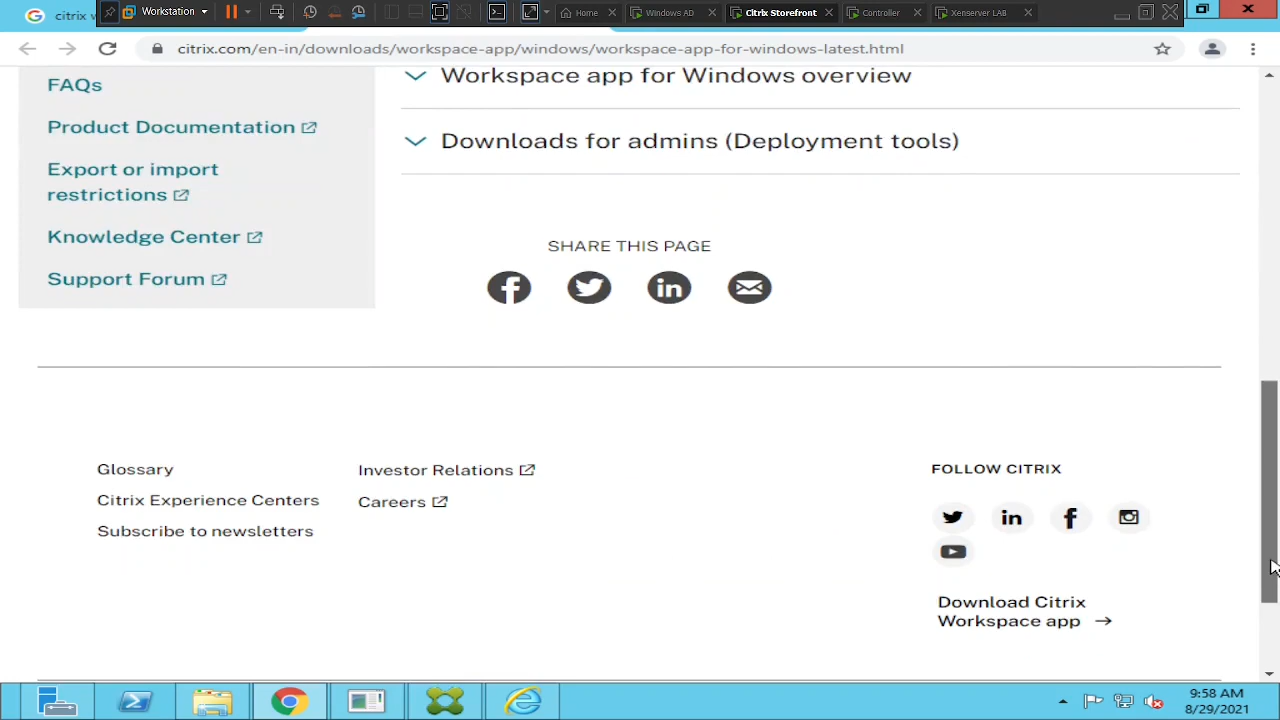 citrix w
Workstation
Home
Windows AD
Citrix Storefront
Controller
Xenserver LAB
citrix.com/en-in/downloads/workspace-app/windows/workspace-app-for-windows-latest.html
FAQs
Product Documentation
Export or import
restrictions
Knowledge Center
Support Forum
Workspace app for Windows overview
Downloads for admins (Deployment tools)
SHARE THIS PAGE
Glossary
Citrix Experience Centers
Subscribe to newsletters
Investor Relations
Careers
FOLLOW CITRIX
Download Citrix
Workspace app
9:58 AM
8/29/2021